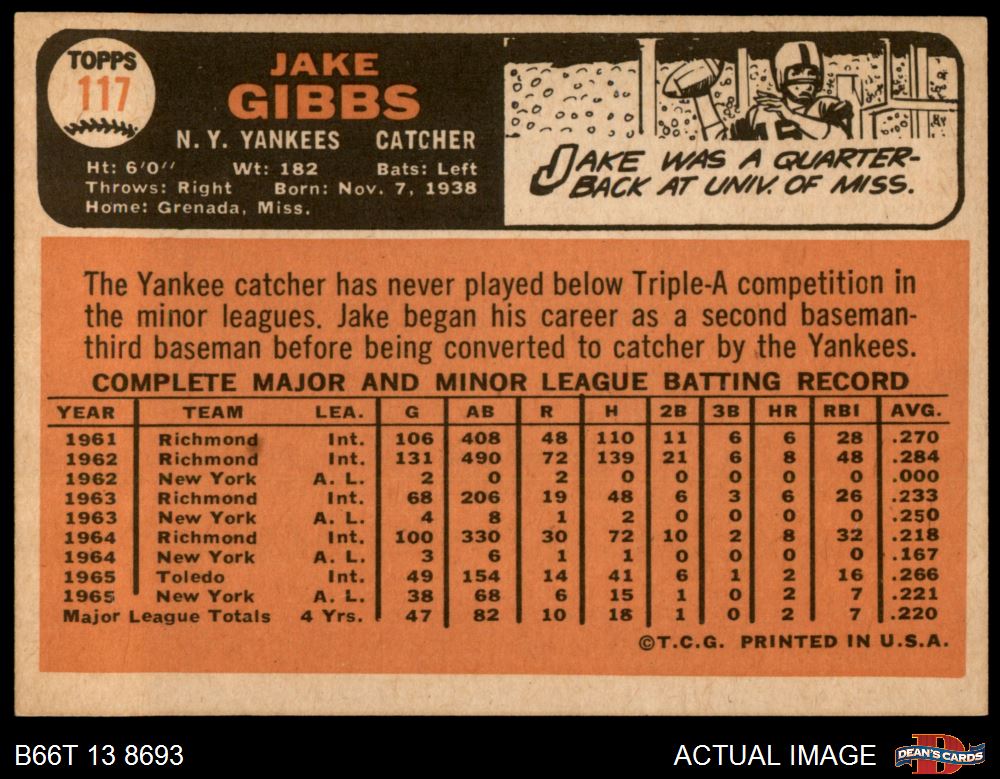 TOPPS
117
JAKE
GIBBS
N. Y. YANKEES CATCHER
Ht: 6'0" Wt: 182 Bats: Left
Throws: Right Born: Nov. 7, 1938
Home: Grenada, Miss.
JAKE WAS A QUARTER-
BACK AT UNIV. OF MISS.
The Yankee catcher has never played below Triple-A competition in
the minor leagues. Jake began his career as a second baseman-
third baseman before being converted to catcher by the Yankees.
COMPLETE MAJOR AND MINOR LEAGUE BATTING RECORD
YEAR TEAM LEA. G AB R H 2B 3B HR RBI AVG.
1961 Richmond Int. 106 408 48 110 11 6 6 28 .270
1962 Richmond Int. 131 490 72 139 21 6 8 48 .284
1962 New York A. L. 2 0 2 0 0 0 0 0 .000
1963 Richmond Int. 68 206 19 48 6 3 6 26 .233
1963 New York A. L. 4 8 1 2 0 0 0 0 .250
1964 Richmond Int. 100 330 30 72 10 2 8 32 .218
1964 New York A. L. 3 6 1 1 0 0 0 0 .167
1965 Toledo Int. 49 154 14 41 6 1 2 16 .266
1965 New York A. L. 38 68 6 15 1 0 2 7 .221
Major League Totals 4 Yrs. 47 82 10 18 1 0 2 7 .220
©T.C.G. PRINTED IN U.S.A.
B66T 13 8693 ACTUAL IMAGE DEAN'S CARDS